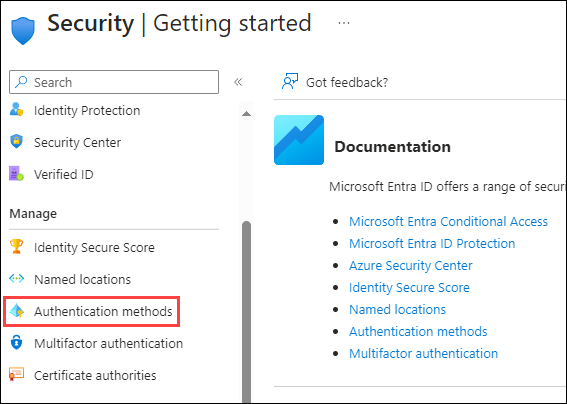 Security | Getting started ...
Search
«
Identity Protection
Security Center
Verified ID
Manage
Identity Secure Score
Named locations
Authentication methods
Multifactor authentication
Certificate authorities
Got feedback?
Documentation
Microsoft Entra ID offers a range of securi
• Microsoft Entra Conditional Access
• Microsoft Entra ID Protection
• Azure Security Center
• Identity Secure Score
• Named locations
• Authentication methods
• Multifactor authentication